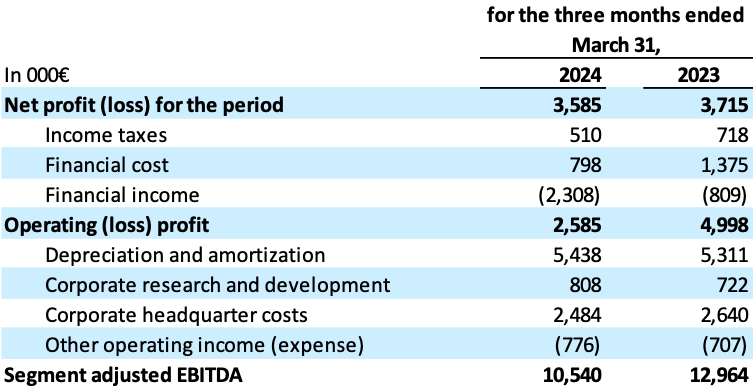 for the three months ended
March 31,
In 000€ 2024 2023
Net profit (loss) for the period 3,585 3,715
Income taxes 510 718
Financial cost 798 1,375
Financial income (2,308) (809)
Operating (loss) profit 2,585 4,998
Depreciation and amortization 5,438 5,311
Corporate research and development 808 722
Corporate headquarter costs 2,484 2,640
Other operating income (expense) (776) (707)
Segment adjusted EBITDA 10,540 12,964